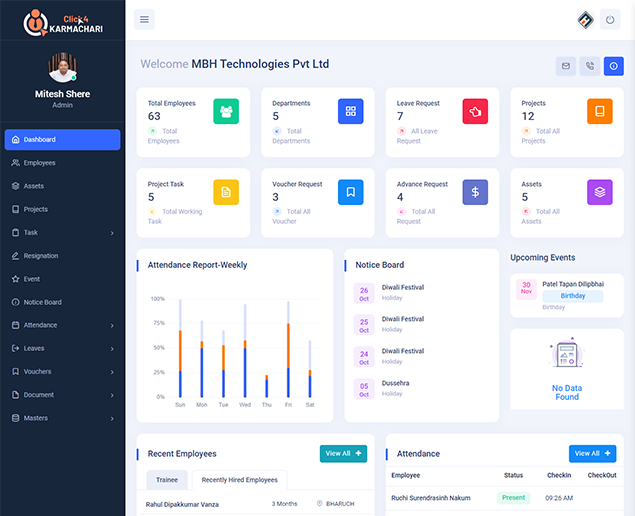 Click4
KARMACHARI
Mitesh Shere
Admin
Dashboard
Employees
Assets
Projects
Task
Resignation
Event
Notice Board
Attendance
Leaves
Vouchers
Document
Masters
Welcome MBH Technologies Pvt Ltd
Total Employees
63
Total
Employees
Departments
5
Total
Departments
Leave Request
7
All Leave
Request
Projects
12
Total All
Projects
Project Task
5
Total Working
Task
Voucher Request
3
Total All
Voucher
Advance Request
4
Total All
Request
Assets
5
Total All
Assets
Attendance Report-Weekly
100%
75%
50%
25%
0%
Sun Mon Tue Wed Thu Fri Sat
Notice Board
26
Oct
Diwali Festival
Holiday
25
Oct
Diwali Festival
Holiday
24
Oct
Diwali Festival
Holiday
05
Oct
Dussehra
Holiday
Upcoming Events
30
Nov
Patel Tapan Dilipbhai
Birthday
Birthday
No Data
Found
Recent Employees
View All +
Trainee
Recently Hired Employees
Rahul Dipakkumar Vanza 3 Months BHARUCH
Attendance
View All +
Employee Status CheckIn CheckOut
Ruchi Surendrasinh Nakum Present 09:26 AM